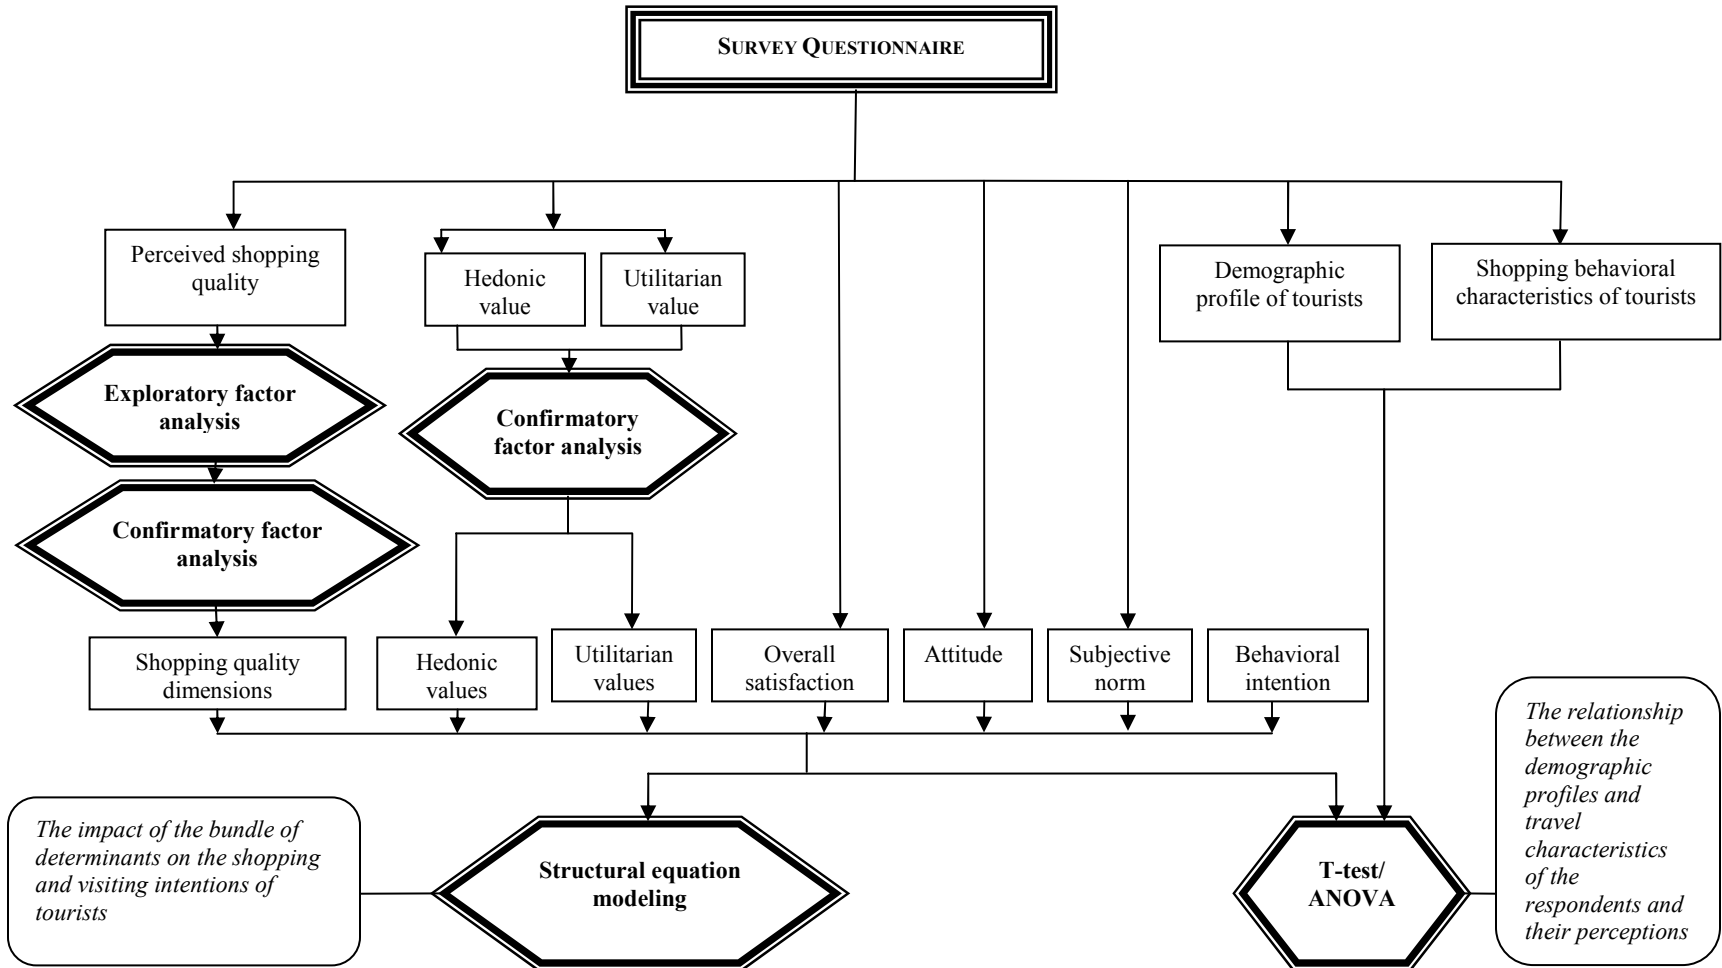 SURVEY QUESTIONNAIRE
Perceived shopping
quality
Hedonic
value
Utilitarian
value
Demographic
profile of tourists
Shopping behavioral
characteristics of tourists
Exploratory factor
analysis
Confirmatory
factor analysis
Confirmatory factor
analysis
Shopping quality
dimensions
Hedonic
values
Utilitarian
values
Overall
satisfaction
Attitude
Subjective
norm
Behavioral
intention
The impact of the bundle of
determinants on the shopping
and visiting intentions of
tourists
Structural equation
modeling
T-test/
ANOVA
The relationship
between the
demographic
profiles and
travel
characteristics
of the
respondents and
their perceptions